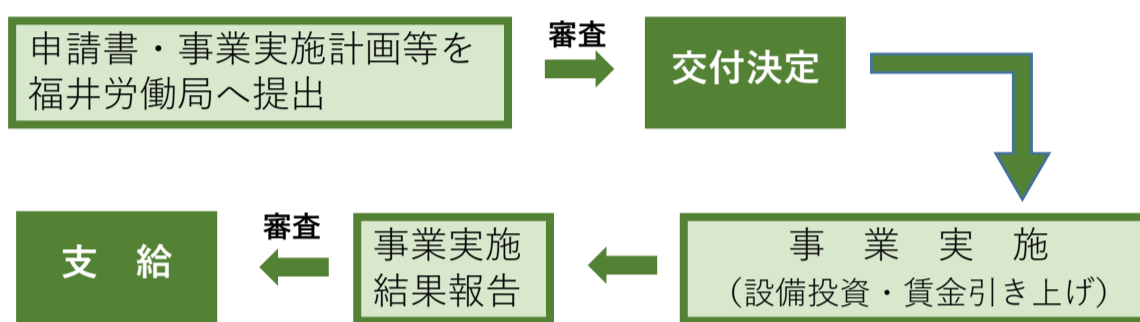 申請書・事業実施計画等を
福井労働局へ提出
審査
交付決定
事 業 実 施
（設備投資・賃金引き上げ）
事業実施
結果報告
審査
支 給